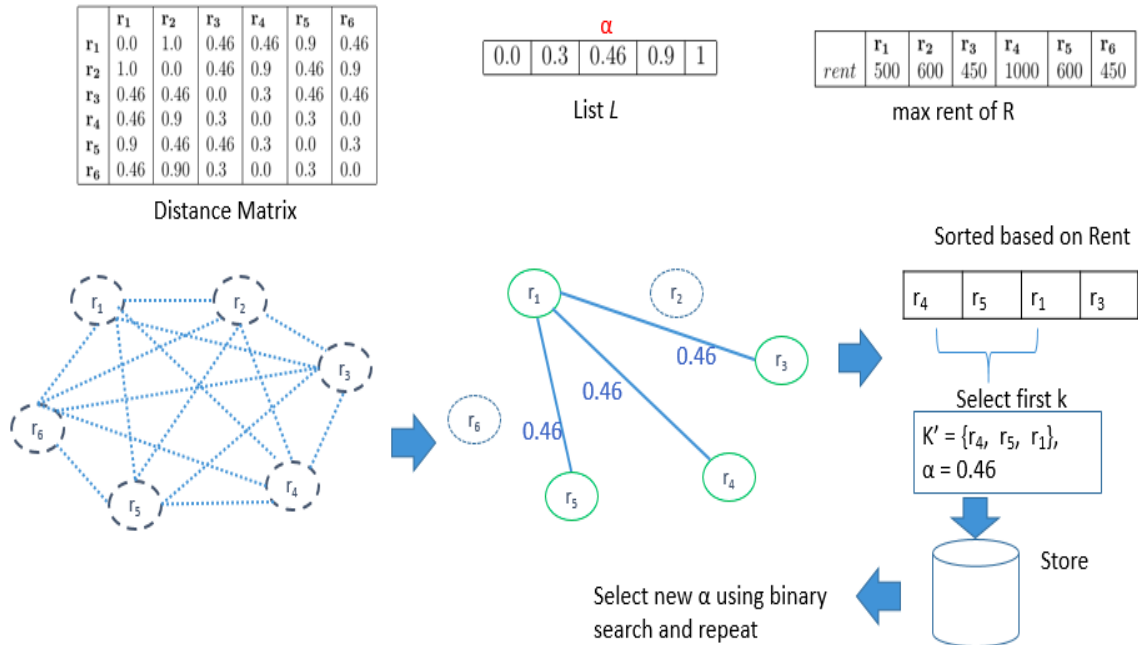 r1 r2 r3 r4 r5 r6
r1 0.0 1.0 0.46 0.46 0.9 0.46
r2 1.0 0.0 0.46 0.9 0.46 0.9
r3 0.46 0.46 0.0 0.3 0.46 0.46
r4 0.46 0.9 0.3 0.0 0.3 0.0
r5 0.9 0.46 0.46 0.3 0.0 0.3
r6 0.46 0.90 0.3 0.0 0.3 0.0
Distance Matrix
α
0.0 0.3 0.46 0.9 1
List L
r1 r2 r3 r4 r5 r6
rent 500 600 450 1000 600 450
max rent of R
r1
r2
r3
r6
r4
r5
r1
r2
0.46
r3
0.46
r6
0.46
r4
r5
Sorted based on Rent
r4 r5 r1 r3
Select first k
K' = {r4, r5, r1},
α = 0.46
Store
Select new α using binary
search and repeat